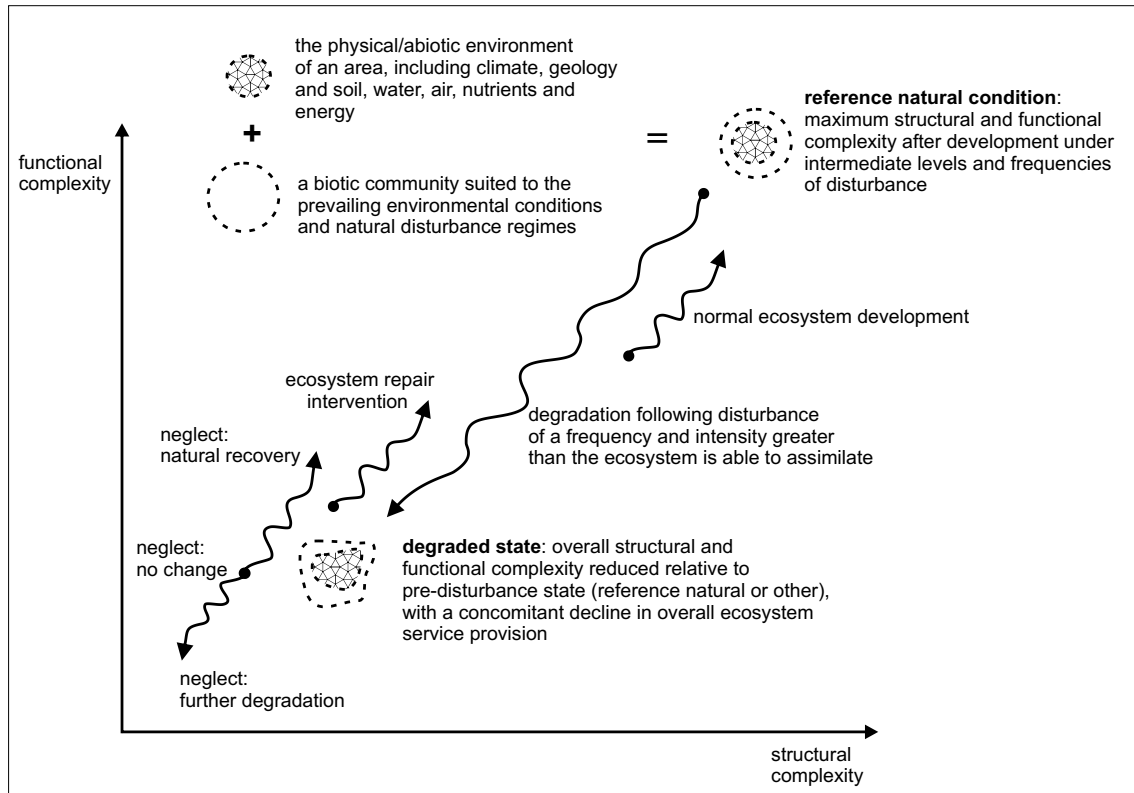 the physical/abiotic environment
of an area, including climate, geology
and soil, water, air, nutrients and
energy
+
a biotic community suited to the
prevailing environmental conditions
and natural disturbance regimes
=
reference natural condition:
maximum structural and functional
complexity after development under
intermediate levels and frequencies
of disturbance
functional
complexity
normal ecosystem development
ecosystem repair
intervention
degradation following disturbance
of a frequency and intensity greater
than the ecosystem is able to assimilate
neglect:
natural recovery
neglect:
no change
degraded state: overall structural and
functional complexity reduced relative to
pre-disturbance state (reference natural or other),
with a concomitant decline in overall ecosystem
service provision
neglect:
further degradation
structural
complexity